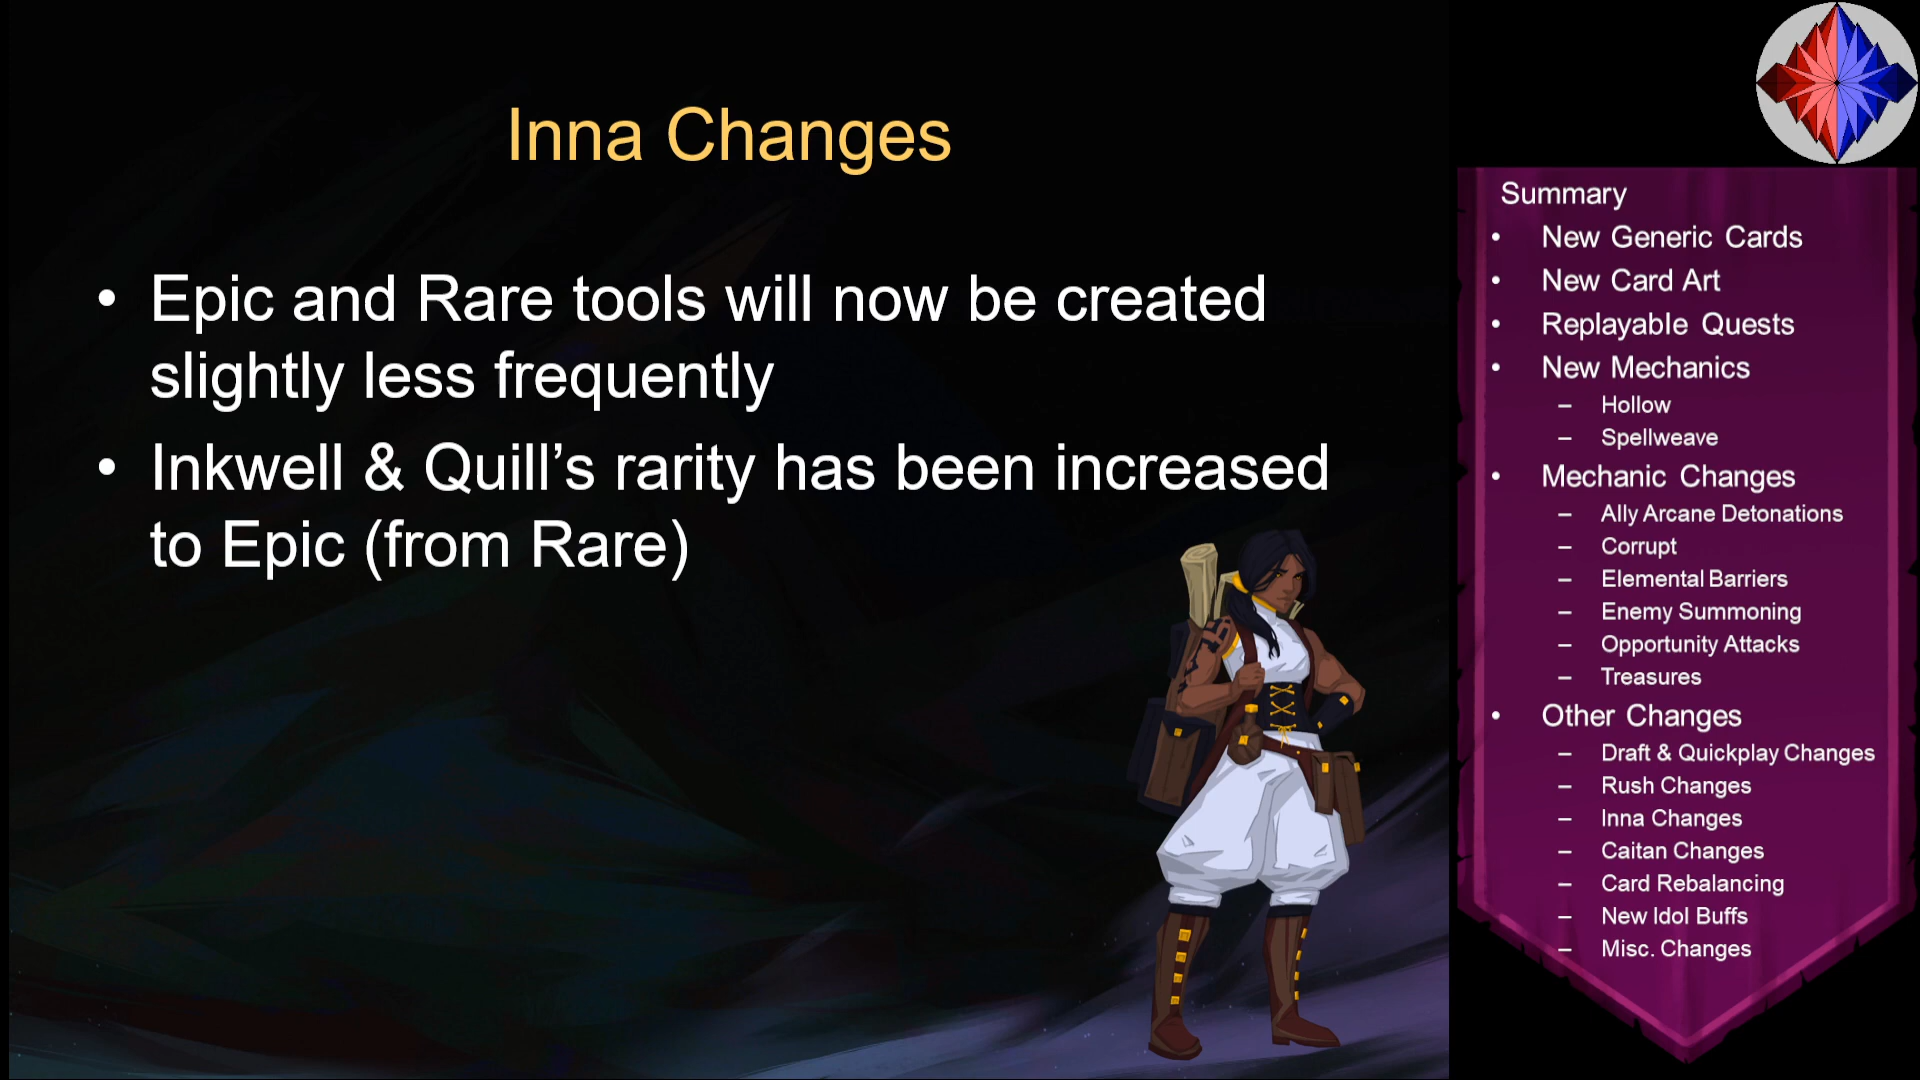 Inna Changes
• Epic and Rare tools will now be created
slightly less frequently
• Inkwell & Quill’s rarity has been increased
to Epic (from Rare)
Summary
• New Generic Cards
• New Card Art
• Replayable Quests
• New Mechanics
– Hollow
– Spellweave
• Mechanic Changes
– Ally Arcane Detonations
– Corrupt
– Elemental Barriers
– Enemy Summoning
– Opportunity Attacks
– Treasures
• Other Changes
– Draft & Quickplay Changes
– Rush Changes
– Inna Changes
– Caitan Changes
– Card Rebalancing
– New Idol Buffs
– Misc. Changes